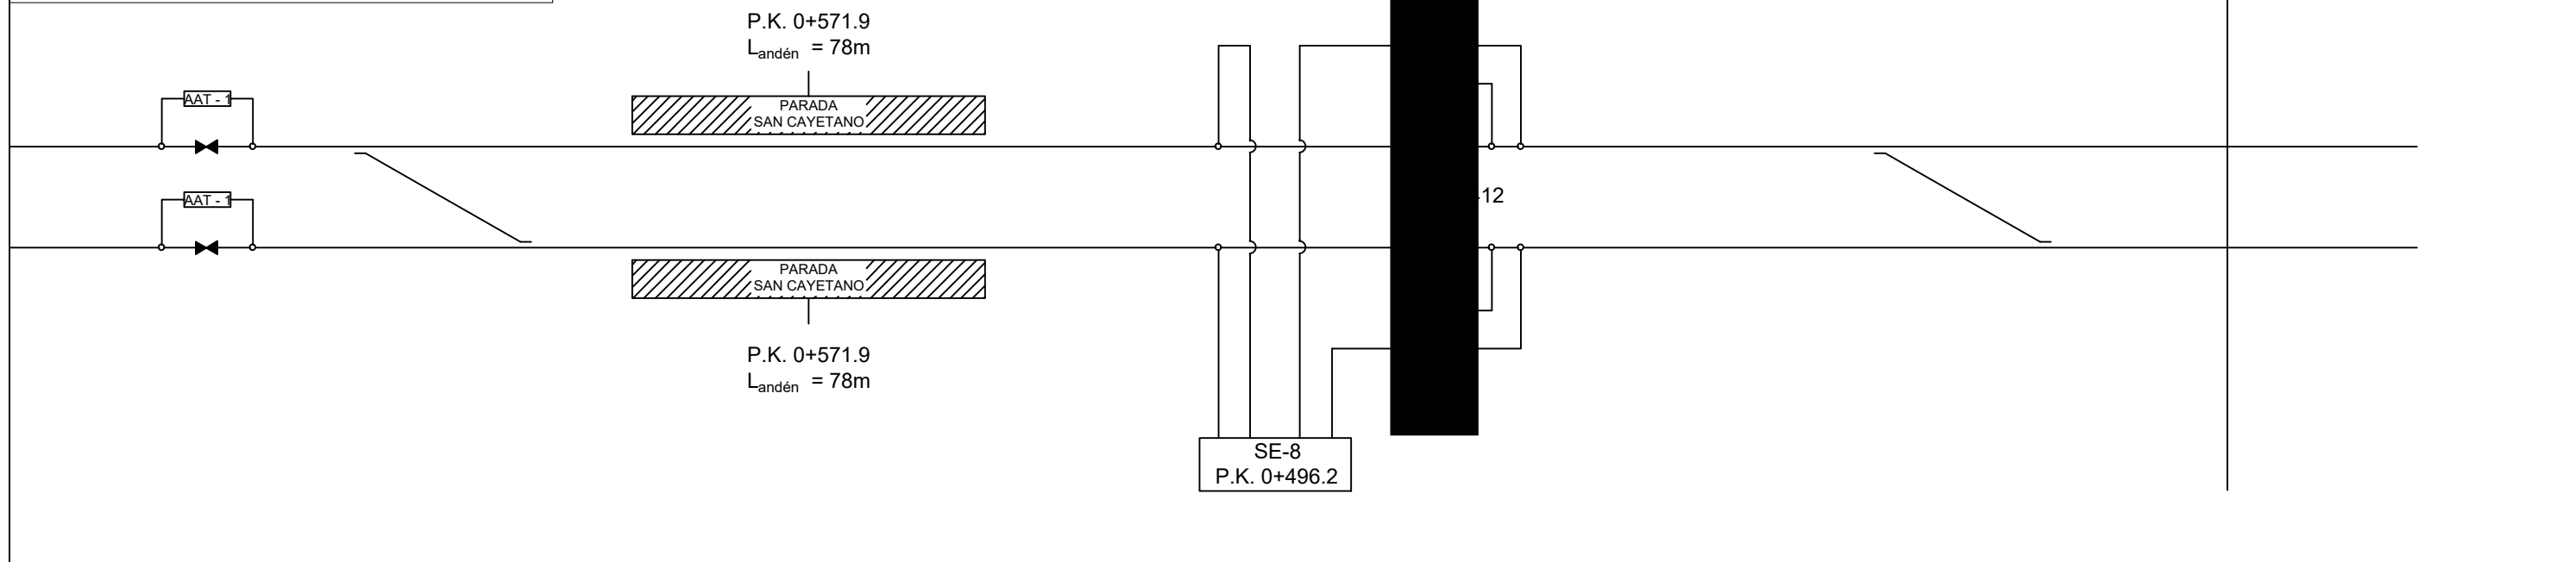 P.K. 0+571.9
Landén = 78m
AAT - 1
PARADA
SAN CAYETANO
AAT - 1
12
PARADA
SAN CAYETANO
P.K. 0+571.9
Landén = 78m
SE-8
P.K. 0+496.2